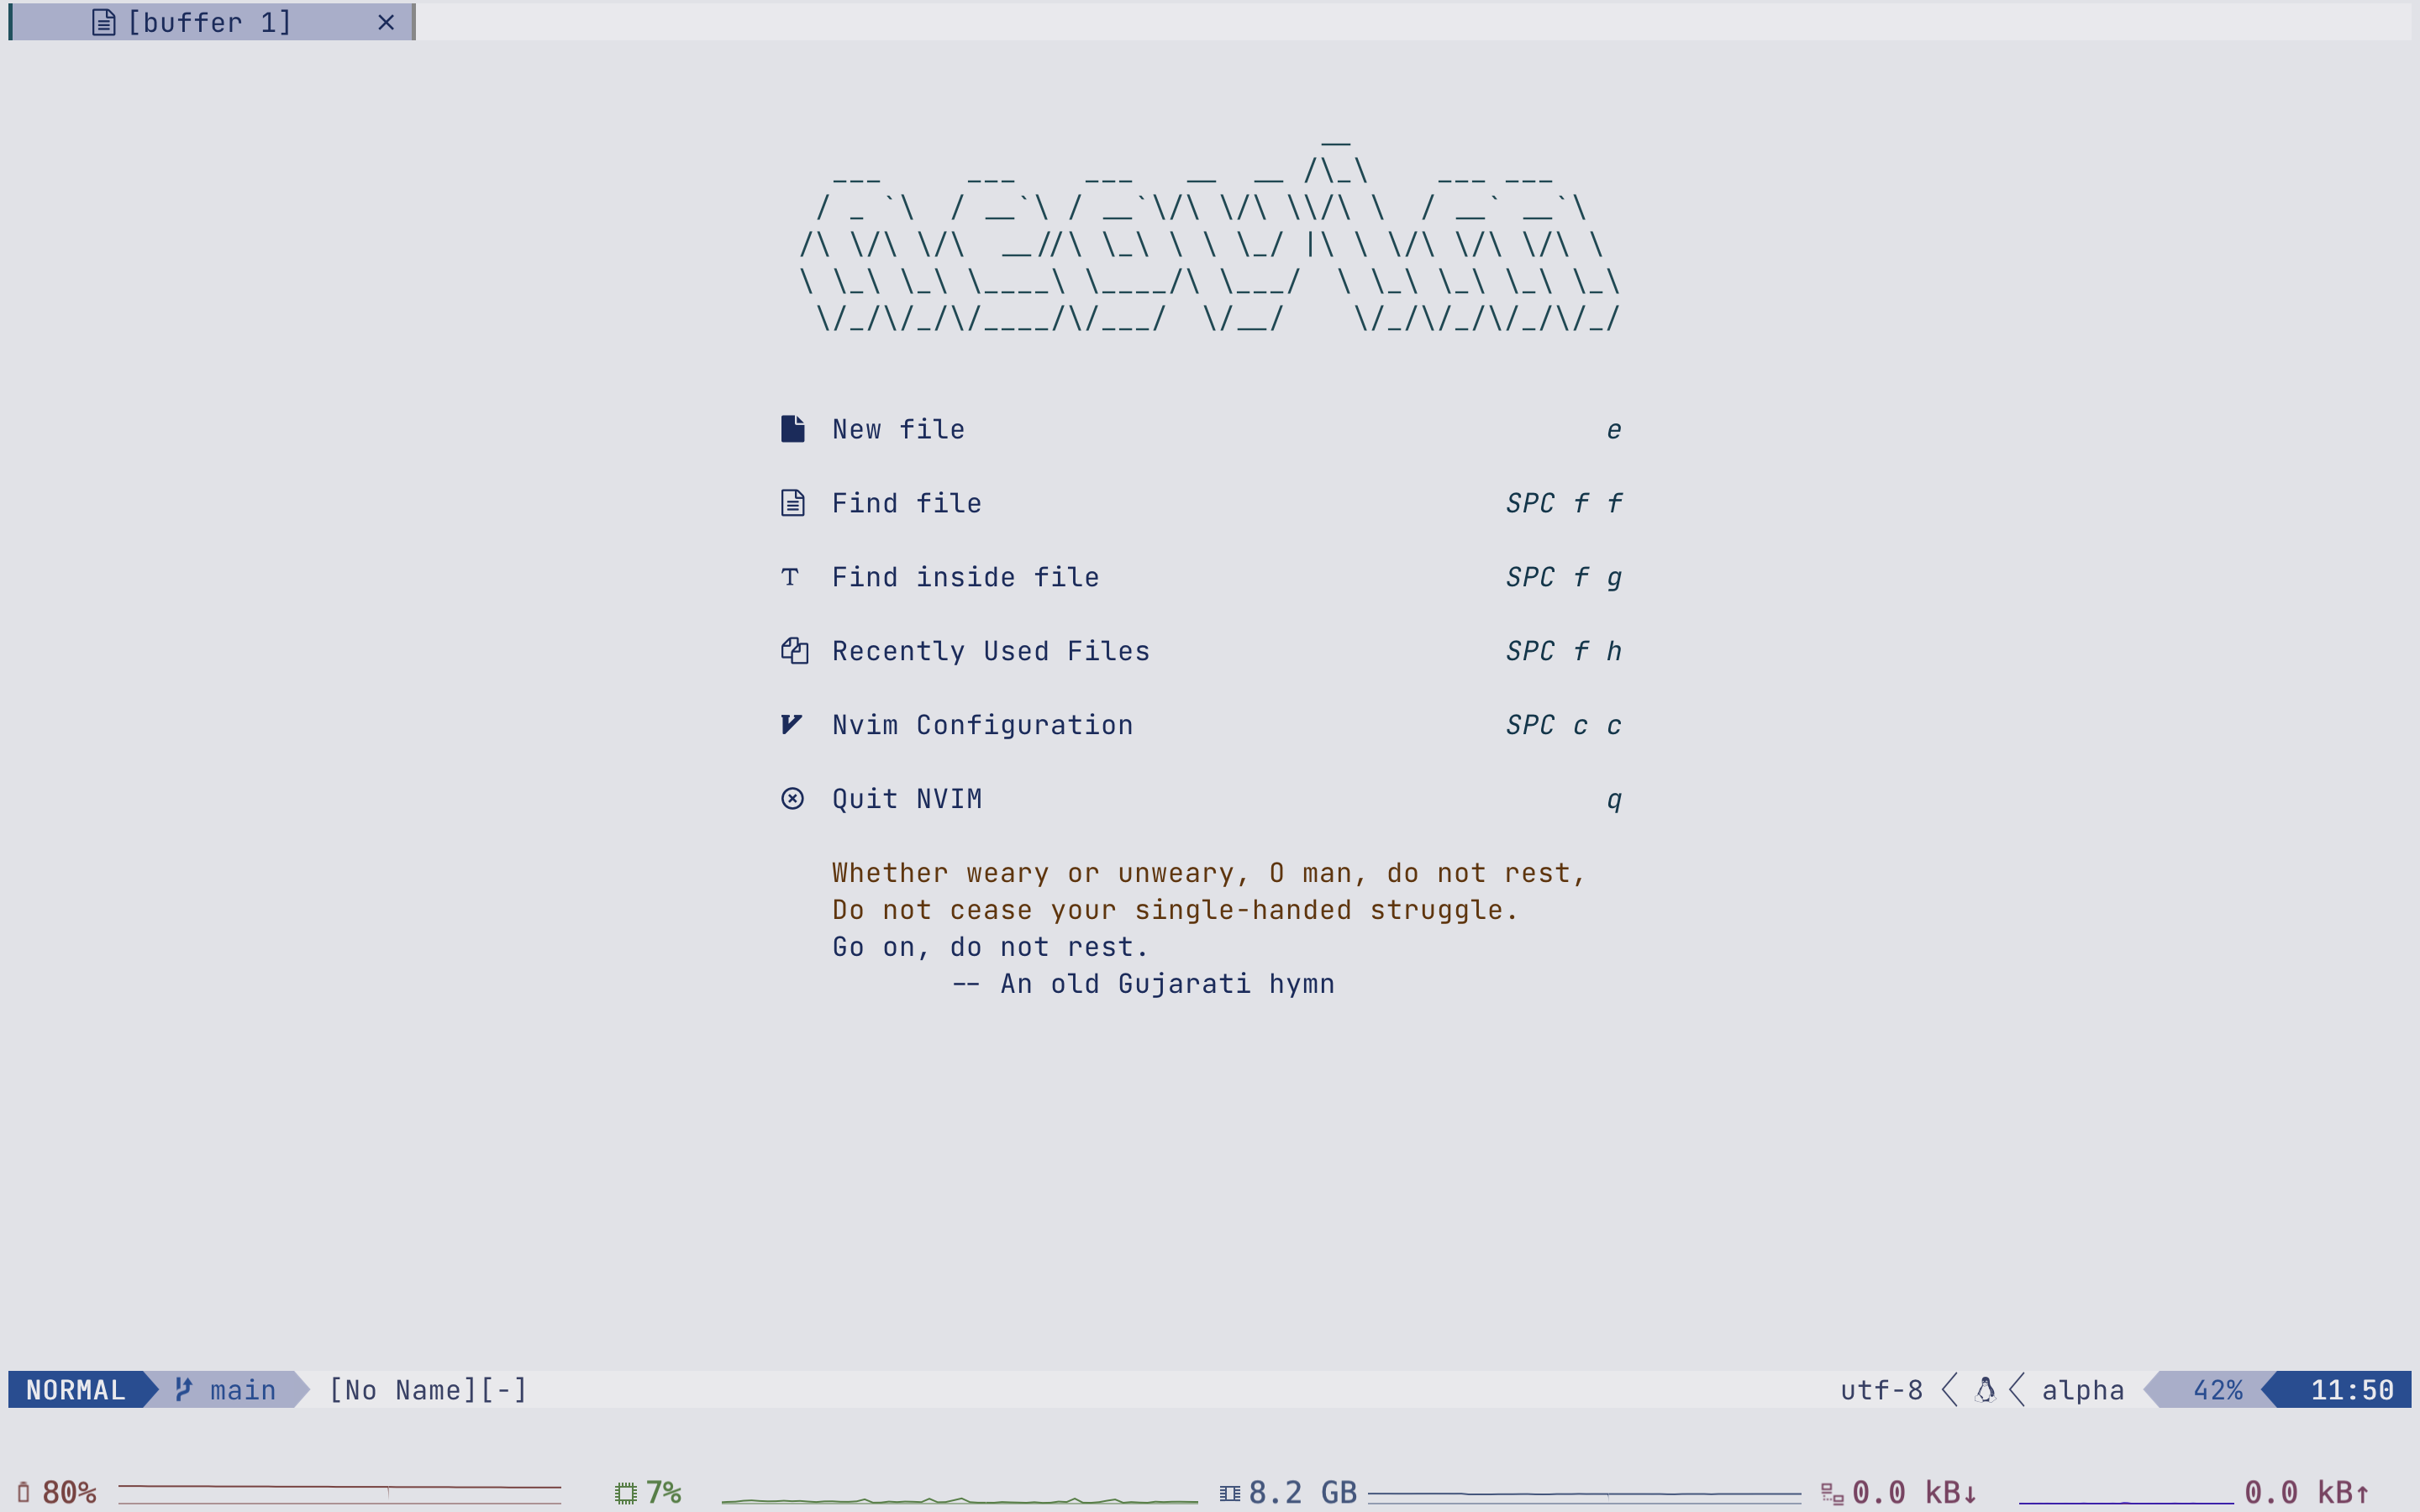 [buffer 1] ×
neovim
New file e
Find file SPC f f
Find inside file SPC f g
Recently Used Files SPC f h
Nvim Configuration SPC c c
Quit NVIM q
Whether weary or unweary, O man, do not rest,
Do not cease your single-handed struggle.
Go on, do not rest.
-- An old Gujarati hymn
NORMAL main [No Name][-] utf-8 alpha 42% 11:50
80% 7% 8.2 GB 0.0 kB↓ 0.0 kB↑